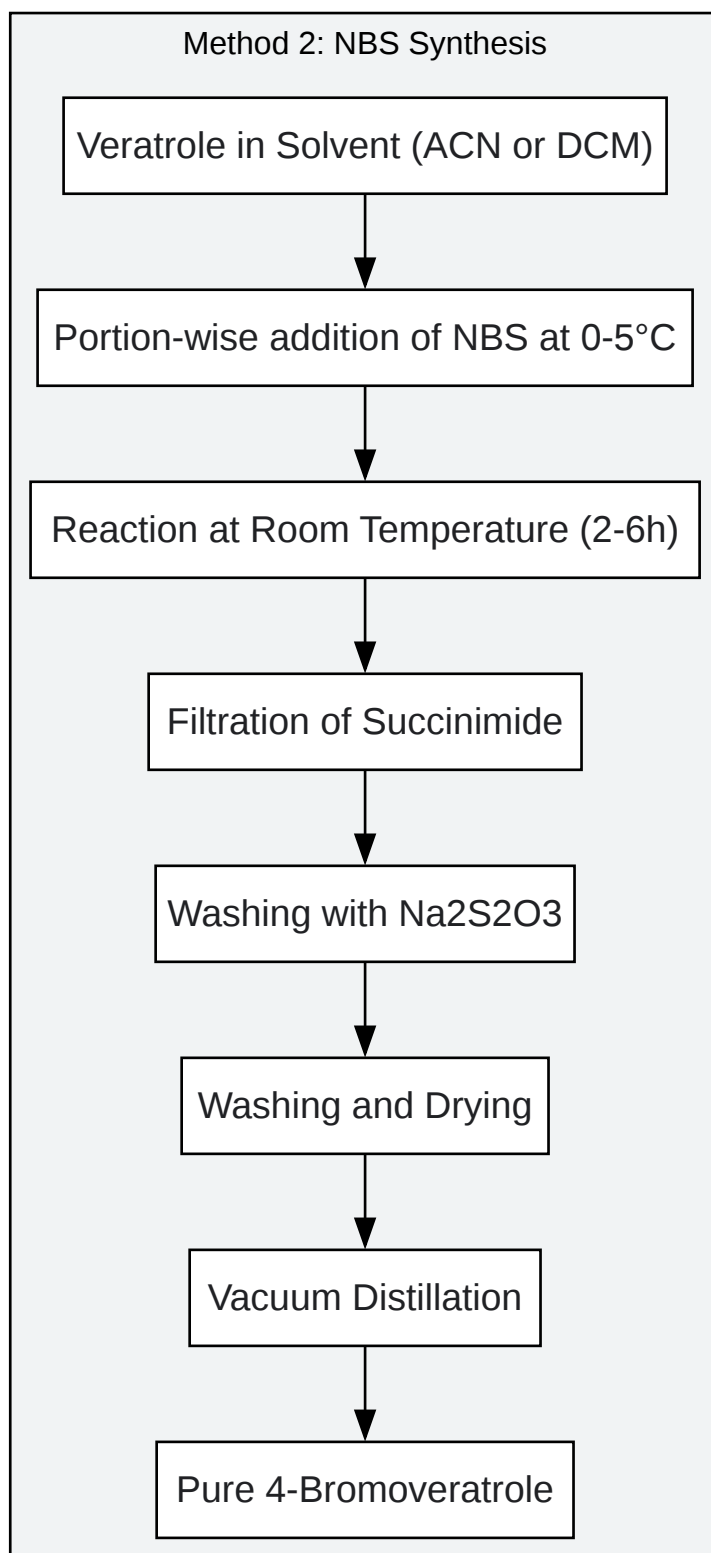 Method 2: NBS Synthesis
Veratrole in Solvent (ACN or DCM)
Portion-wise addition of NBS at 0-5°C
Reaction at Room Temperature (2-6h)
Filtration of Succinimide
Washing with Na2S2O3
Washing and Drying
Vacuum Distillation
Pure 4-Bromoveratrole